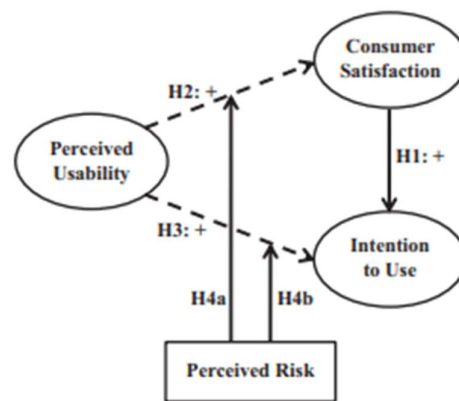 Consumer
Satisfaction
H2: +
Perceived
Usability
H1: +
H3: +
Intention
to Use
H4a
H4b
Perceived Risk